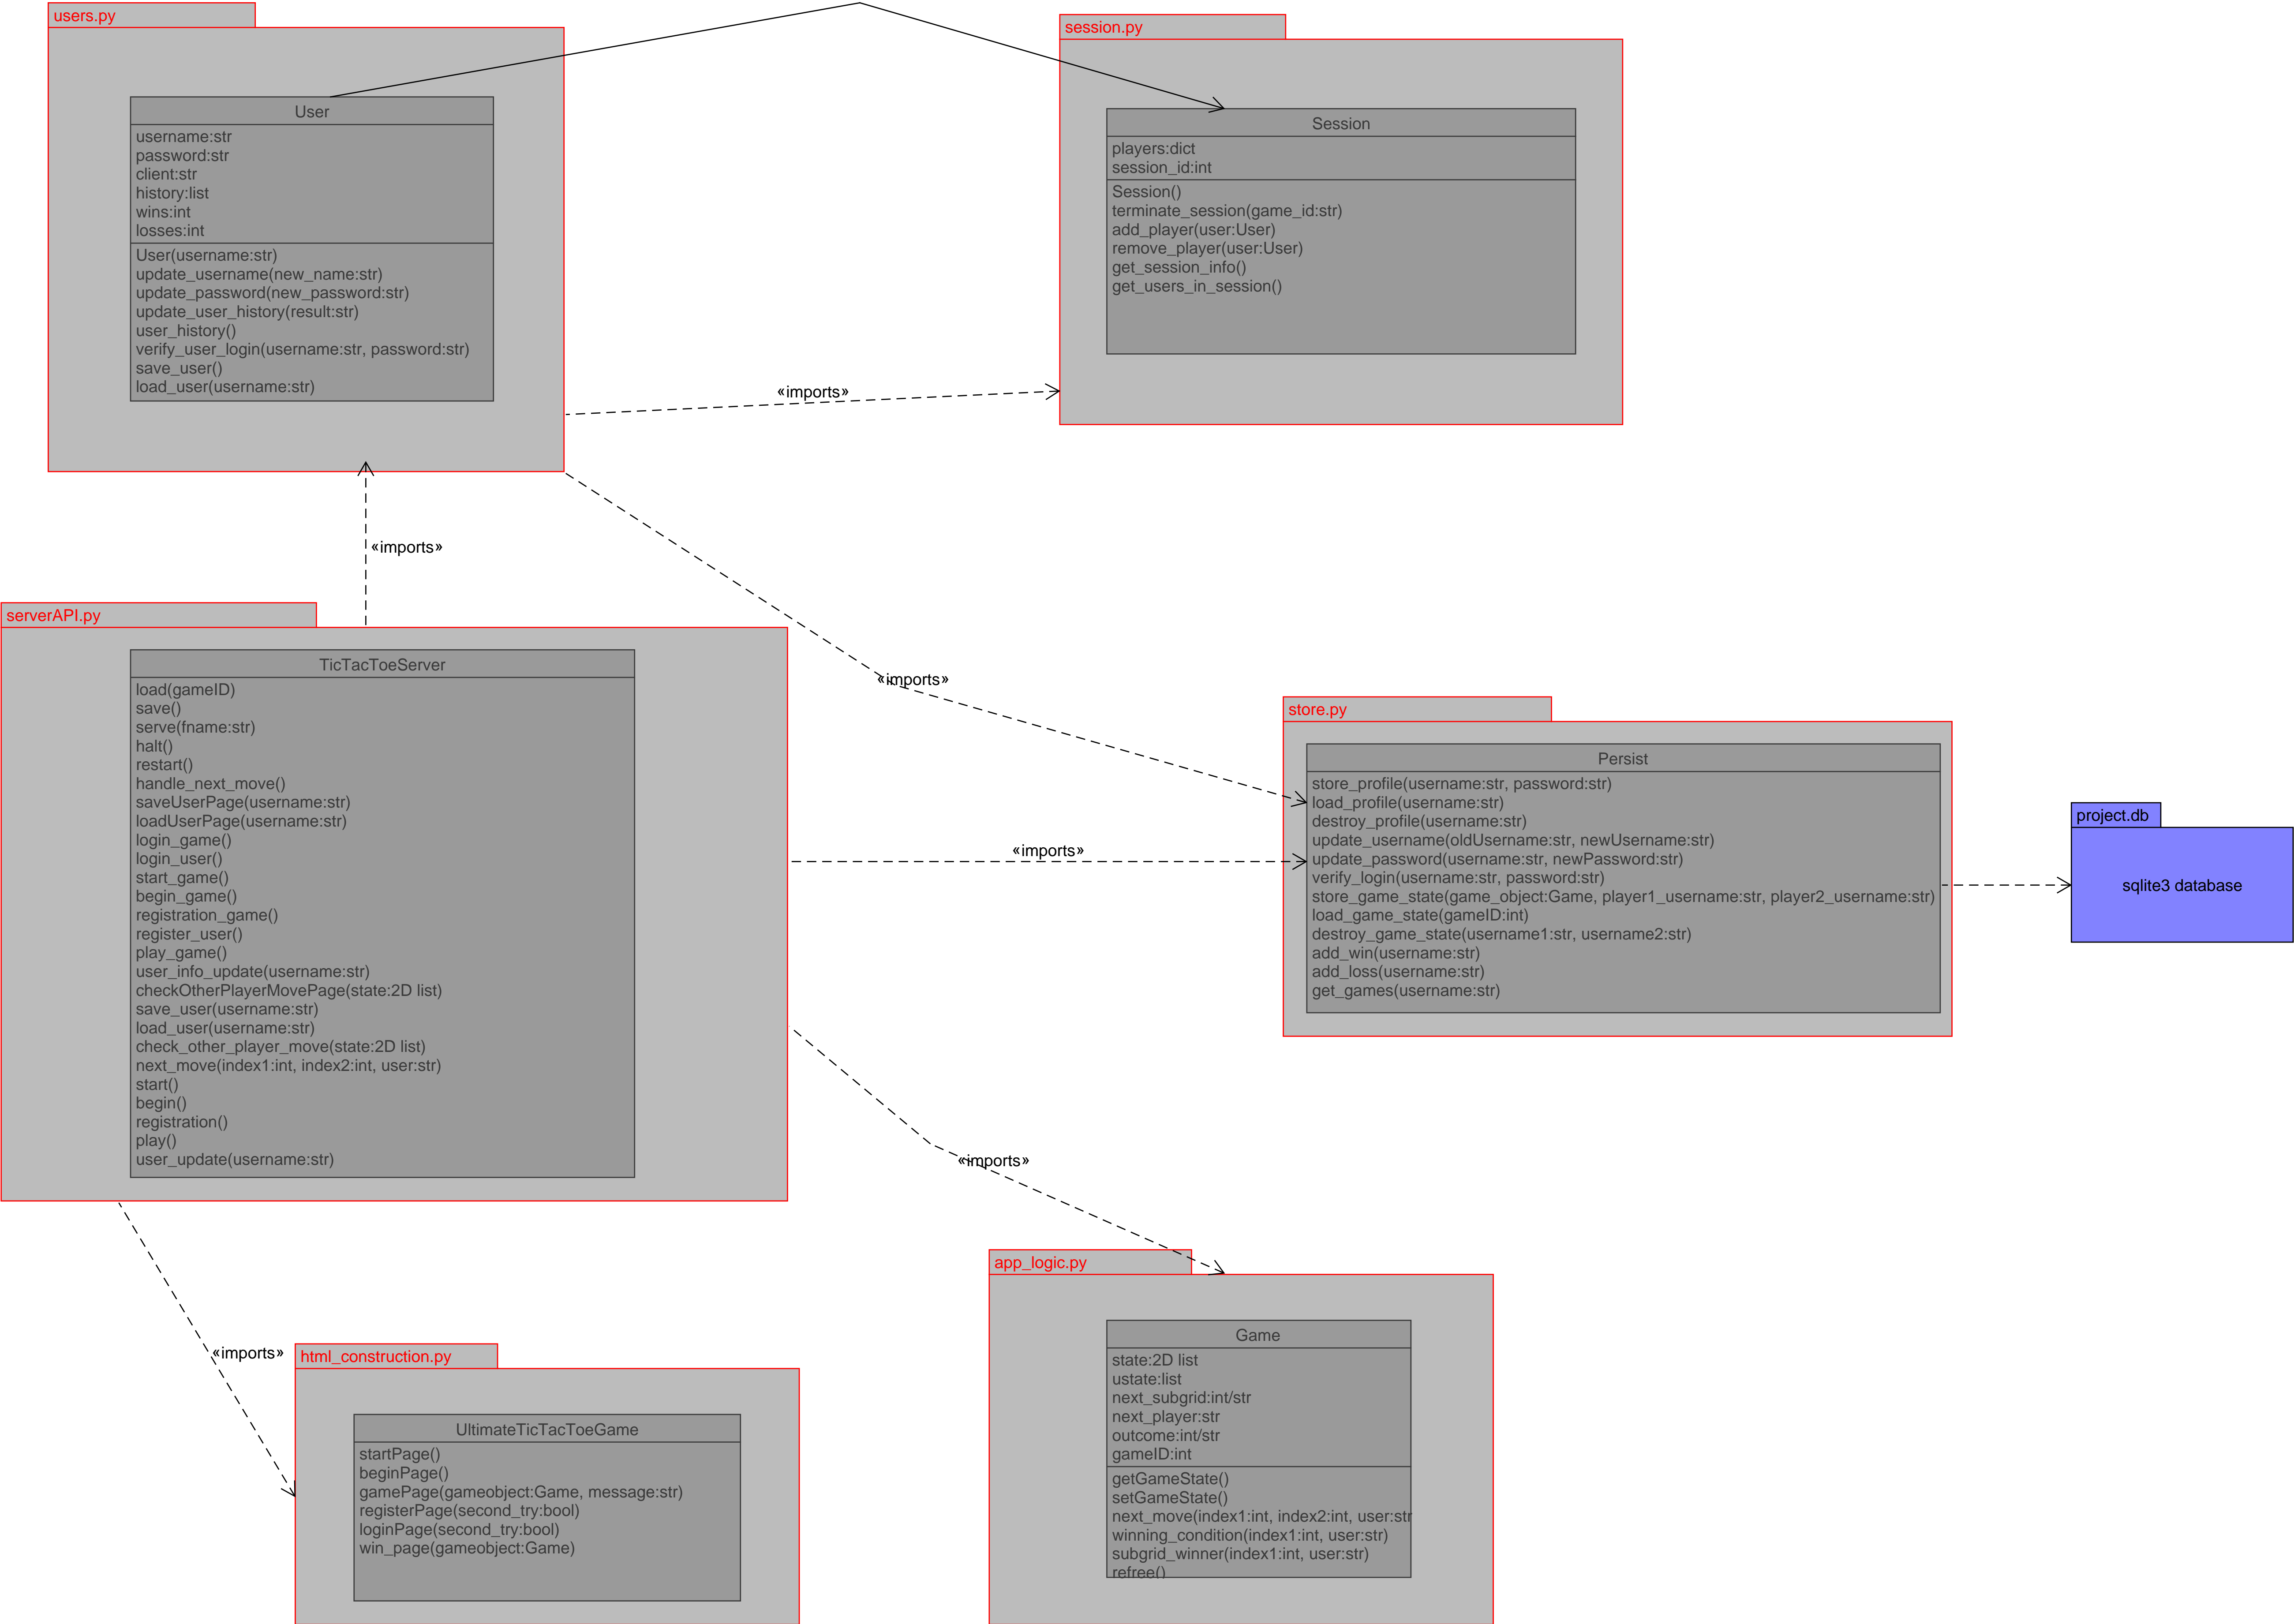 users.py
User
username:str
password:str
client:str
history:list
wins:int
losses:int
User(username:str)
update_username(new_name:str)
update_password(new_password:str)
update_user_history(result:str)
user_history()
verify_user_login(username:str, password:str)
save_user()
load_user(username:str)
session.py
Session
players:dict
session_id:int
Session()
terminate_session(game_id:str)
add_player(user:User)
remove_player(user:User)
get_session_info()
get_users_in_session()
«imports»
«imports»
«imports»
serverAPI.py
TicTacToeServer
load(gameID)
save()
serve(fname:str)
halt()
restart()
handle_next_move()
saveUserPage(username:str)
loadUserPage(username:str)
login_game()
login_user()
start_game()
begin_game()
registration_game()
register_user()
play_game()
user_info_update(username:str)
checkOtherPlayerMovePage(state:2D list)
save_user(username:str)
load_user(username:str)
check_other_player_move(state:2D list)
next_move(index1:int, index2:int, user:str)
start()
begin()
registration()
play()
user_update(username:str)
«imports»
store.py
Persist
store_profile(username:str, password:str)
load_profile(username:str)
destroy_profile(username:str)
update_username(oldUsername:str, newUsername:str)
update_password(username:str, newPassword:str)
verify_login(username:str, password:str)
store_game_state(game_object:Game, player1_username:str, player2_username:str)
load_game_state(gameID:int)
destroy_game_state(username1:str, username2:str)
add_win(username:str)
add_loss(username:str)
get_games(username:str)
project.db
sqlite3 database
«imports»
«imports»
html_construction.py
UltimateTicTacToeGame
startPage()
beginPage()
gamePage(gameobject:Game, message:str)
registerPage(second_try:bool)
loginPage(second_try:bool)
win_page(gameobject:Game)
app_logic.py
Game
state:2D list
ustate:list
next_subgrid:int/str
next_player:str
outcome:int/str
gameID:int
getGameState()
setGameState()
next_move(index1:int, index2:int, user:str
winning_condition(index1:int, user:str)
subgrid_winner(index1:int, user:str)
refree()